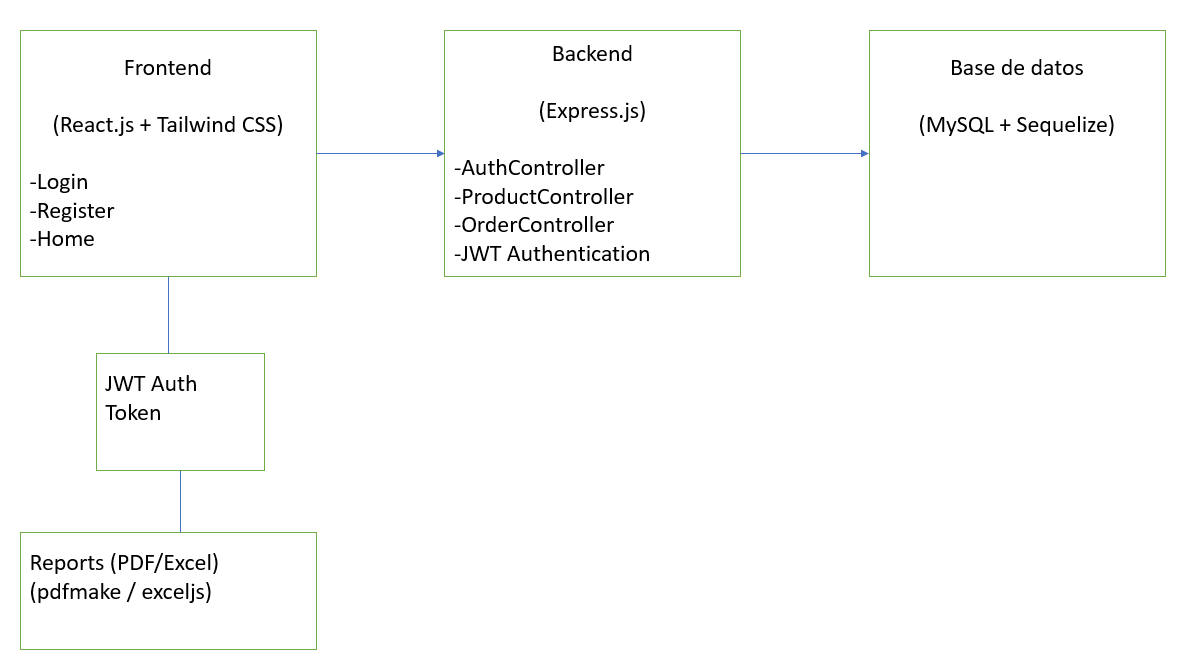 Frontend
(React.js + Tailwind CSS)
-Login
-Register
-Home
Backend
(Express.js)
-AuthController
-ProductController
-OrderController
-JWT Authentication
Base de datos
(MySQL + Sequelize)
JWT Auth
Token
Reports (PDF/Excel)
(pdfmake / exceljs)